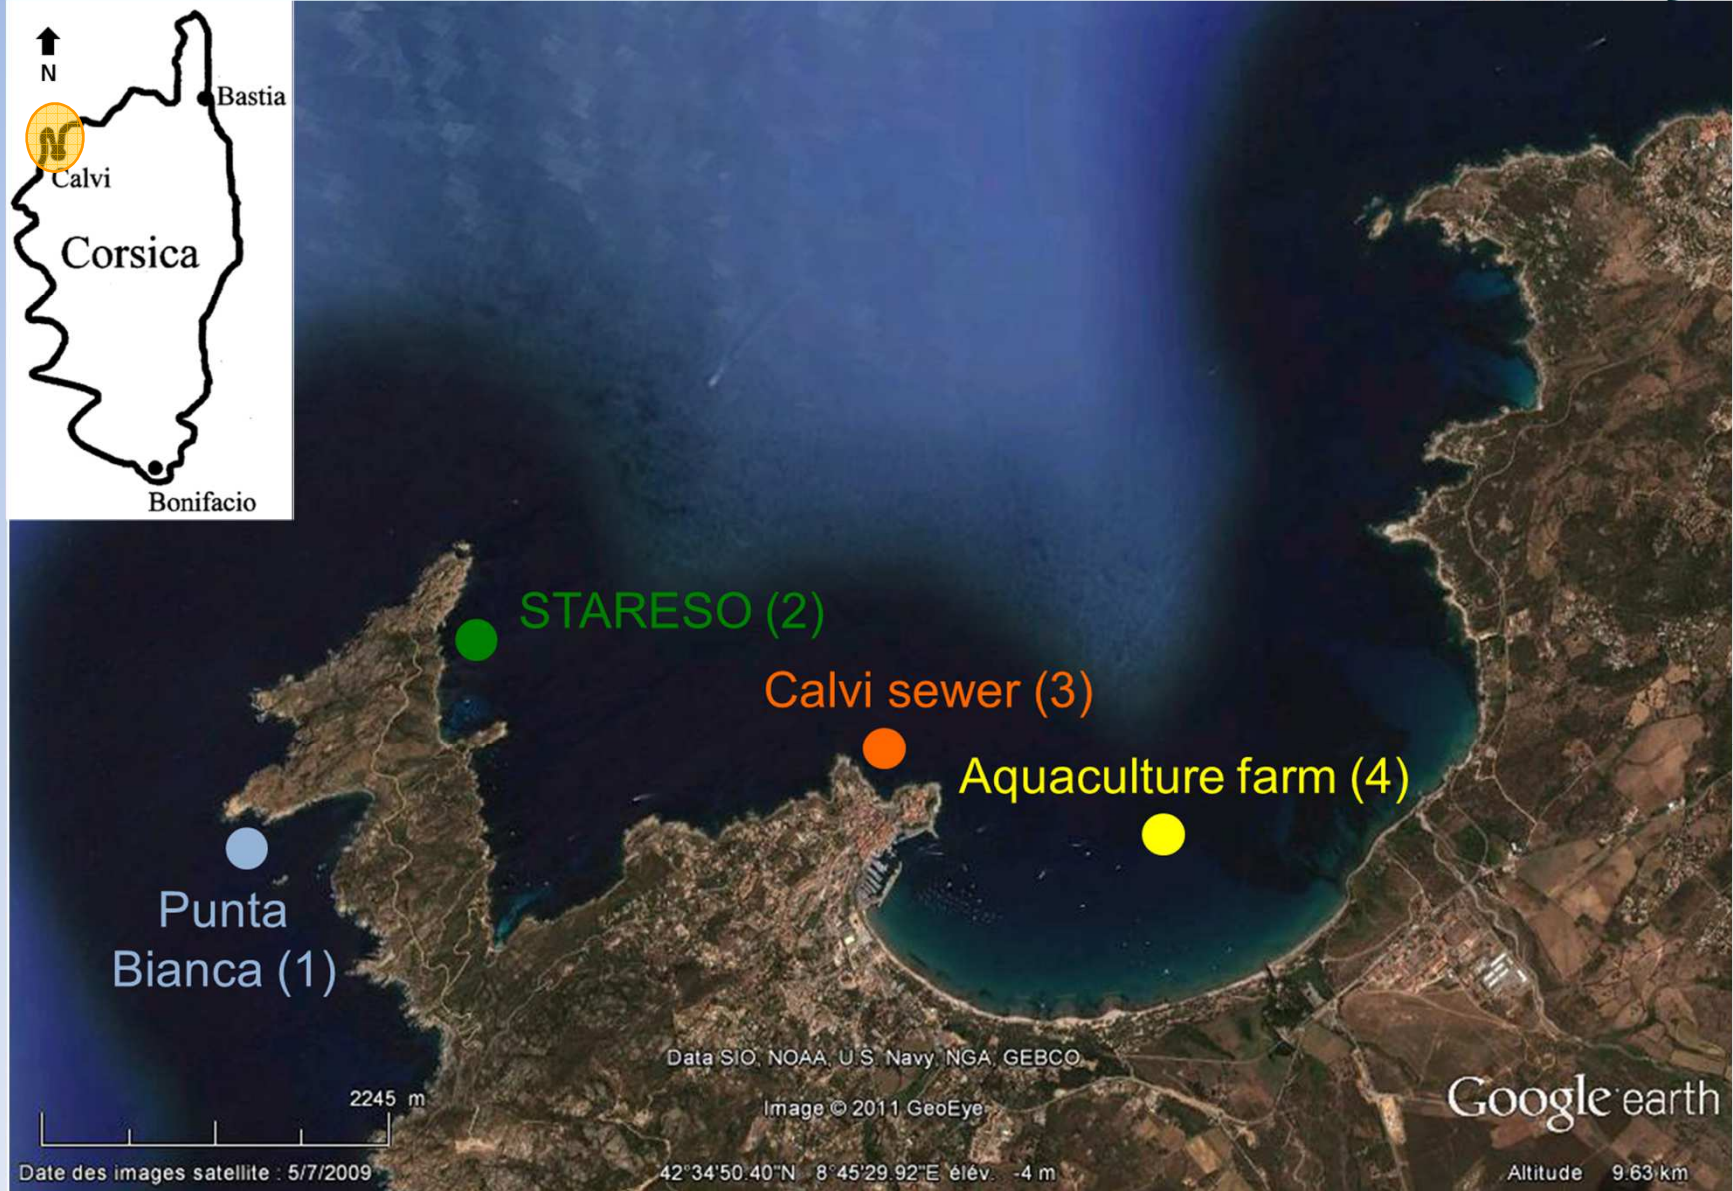 N
Bastia
Calvi
Corsica
Bonifacio
STARESO (2)
Calvi sewer (3)
Aquaculture farm (4)
Punta
Bianca (1)
Data SIO, NOAA, U.S. Navy, NGA, GEBCO
Image © 2011 GeoEye
Google earth
2245 m
Date des images satellite : 5/7/2009
42°34'50.40"N 8°45'29.92"E élév. -4 m
Altitude 9.63 km